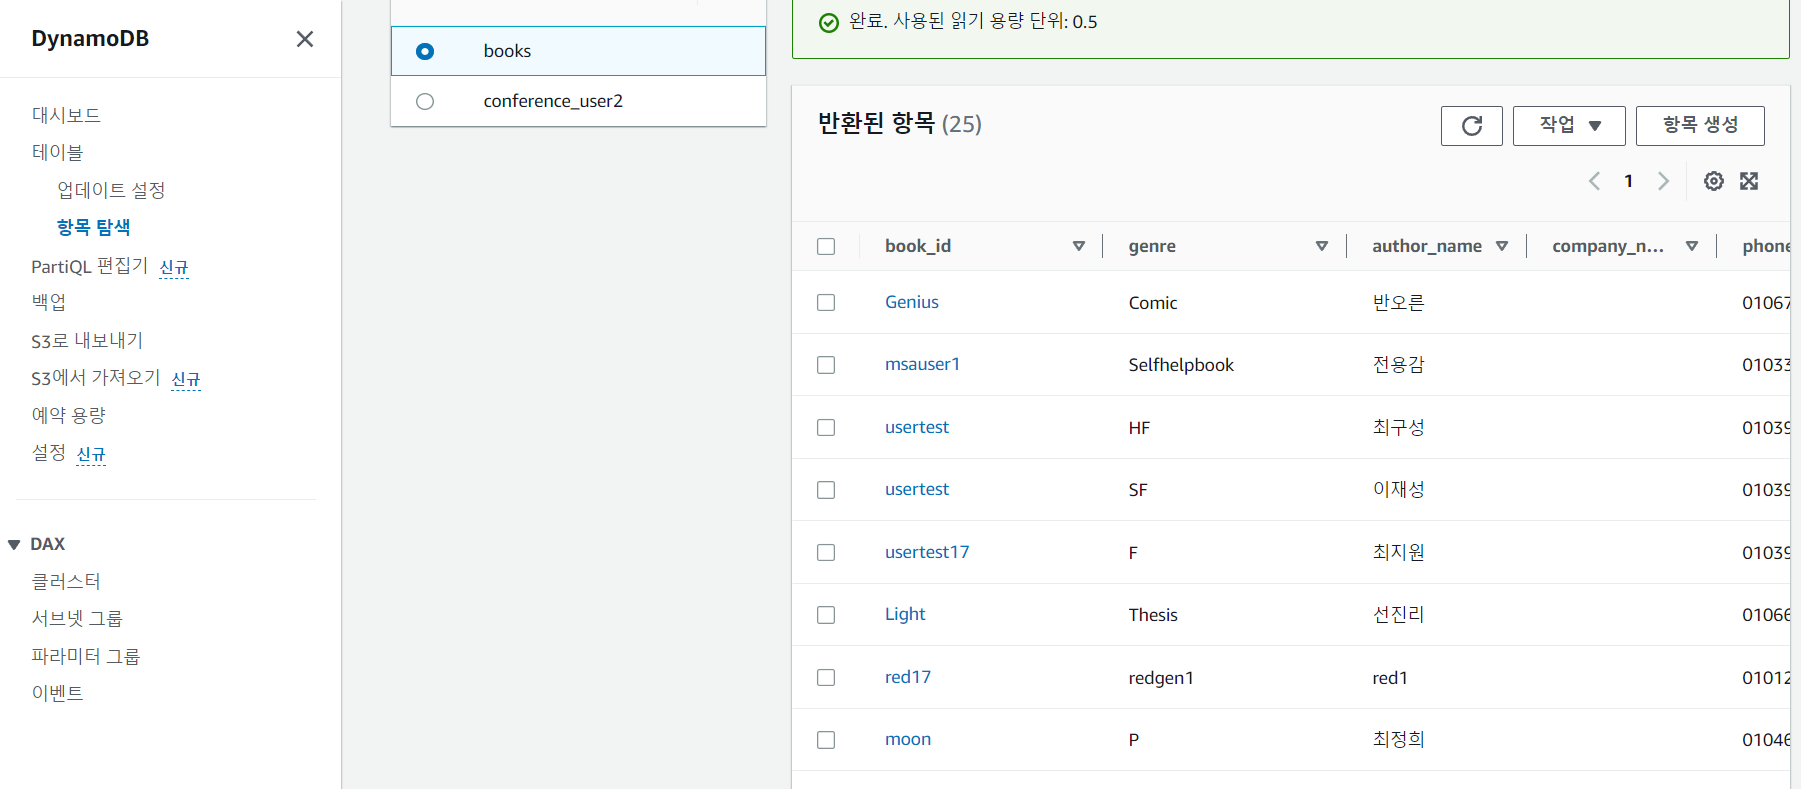 DynamoDB
대시보드
테이블
업데이트 설정
항목 탐색
PartiQL 편집기 신규
백업
S3로 내보내기
S3에서 가져오기 신규
예약 용량
설정 신규
DAX
클러스터
서브넷 그룹
파라미터 그룹
이벤트
books
conference_user2
완료. 사용된 읽기 용량 단위: 0.5
반환된 항목 (25)
작업
항목 생성
1
book_id genre author_name company_n... phone
Genius Comic 반오른 01067
msauser1 Selfhelpbook 전용감 01033
usertest HF 최구성 01039
usertest SF 이재성 01039
usertest17 F 최지원 01039
Light Thesis 선진리 01066
red17 redgen1 red1 01012
moon P 최정희 01046